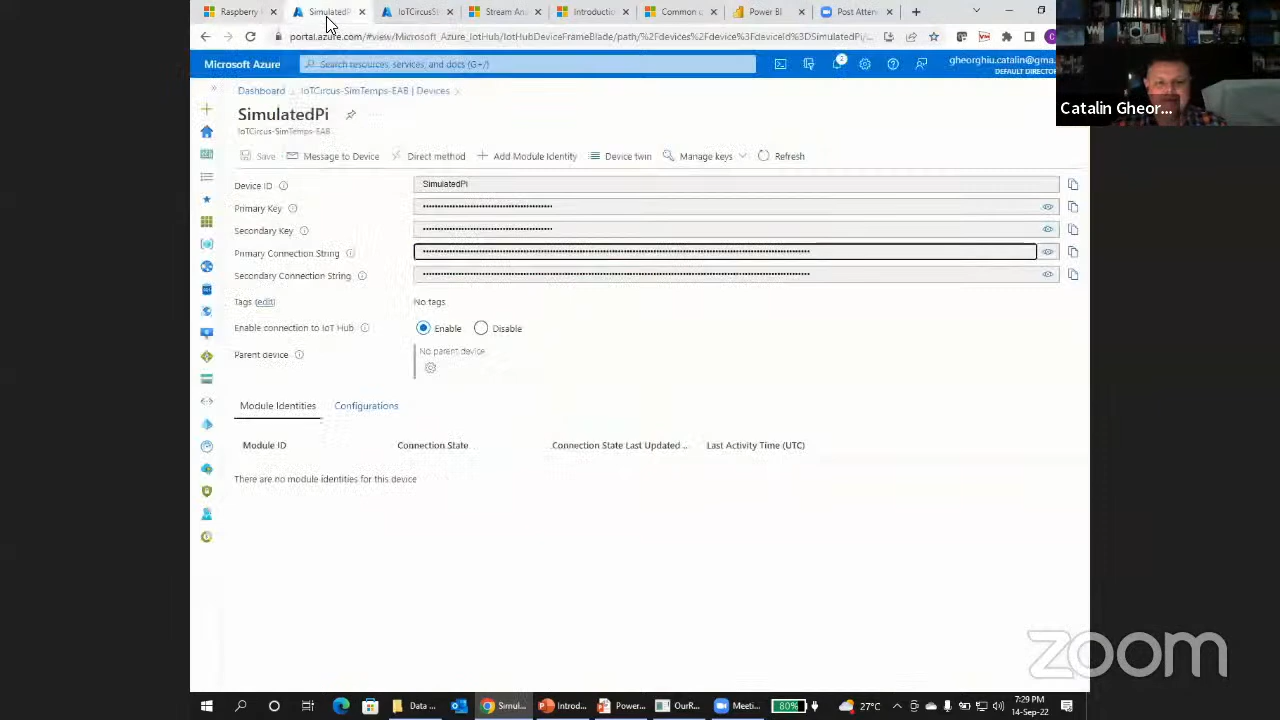 Raspberry
SimulatedP
IoTCircusSt
Stream Ana
Introductio
Common q
Power BI
Post Atten
portal.azure.com/#view/Microsoft_Azure_IotHub/IotHubDeviceFrameBlade/path/%2Fdevices%2Fdevice%3FdeviceId%3DSimulatedPi/...
Microsoft Azure
Search resources, services, and docs (G+/)
2
gheorghiu.catalin@gma...
DEFAULT DIRECTOR
Dashboard > IoTCircus-SimTemps-EAB | Devices >
SimulatedPi
IoTCircus-SimTemps-EAB
Save
Message to Device
Direct method
Add Module Identity
Device twin
Manage keys
Refresh
Device ID
SimulatedPi
Primary Key
Secondary Key
Primary Connection String
Secondary Connection String
Tags (edit)
No tags
Enable connection to IoT Hub
Enable
Disable
Parent device
No parent device
Module Identities
Configurations
Module ID
Connection State
Connection State Last Updated ...
Last Activity Time (UTC)
There are no module identities for this device
Catalin Gheor...
zoom
Data ...
Simul...
Introd...
Power...
OurR...
Meeti...
80%
27°C
7:29 PM
14-Sep-22